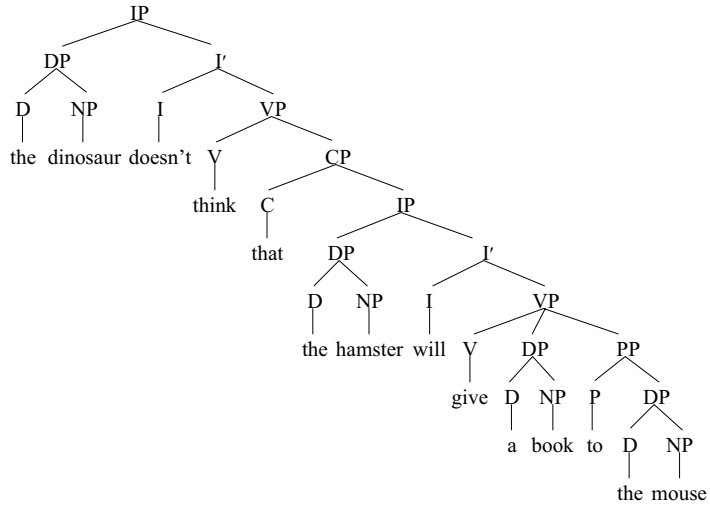 IP
DP I′
D NP I VP
the dinosaur doesn't V CP
think C IP
that DP I′
D NP I VP
the hamster will V DP PP
give D NP P DP
a book to D NP
the mouse